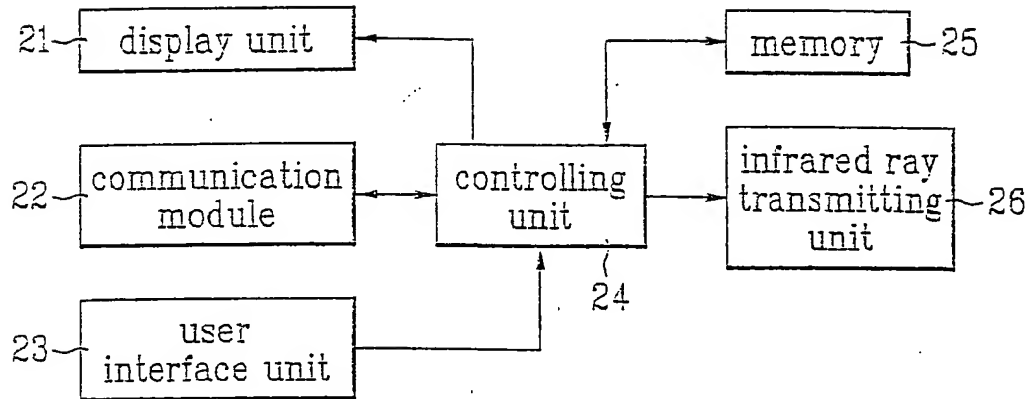 21
display unit
memory
25
22
communication
module
controlling
unit
24
infrared ray
transmitting
unit
26
23
user
interface unit